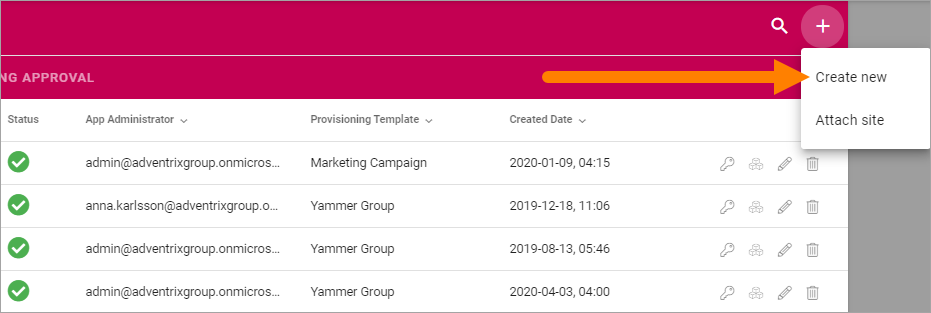 Create new
NG APPROVAL
Attach site
Status App Administrator Provisioning Template Created Date
admin@adventrixgroup.onmicros... Marketing Campaign 2020-01-09, 04:15
anna.karlsson@adventrixgroup.o... Yammer Group 2019-12-18, 11:06
admin@adventrixgroup.onmicros... Yammer Group 2019-08-13, 05:46
admin@adventrixgroup.onmicros... Yammer Group 2020-04-03, 04:00